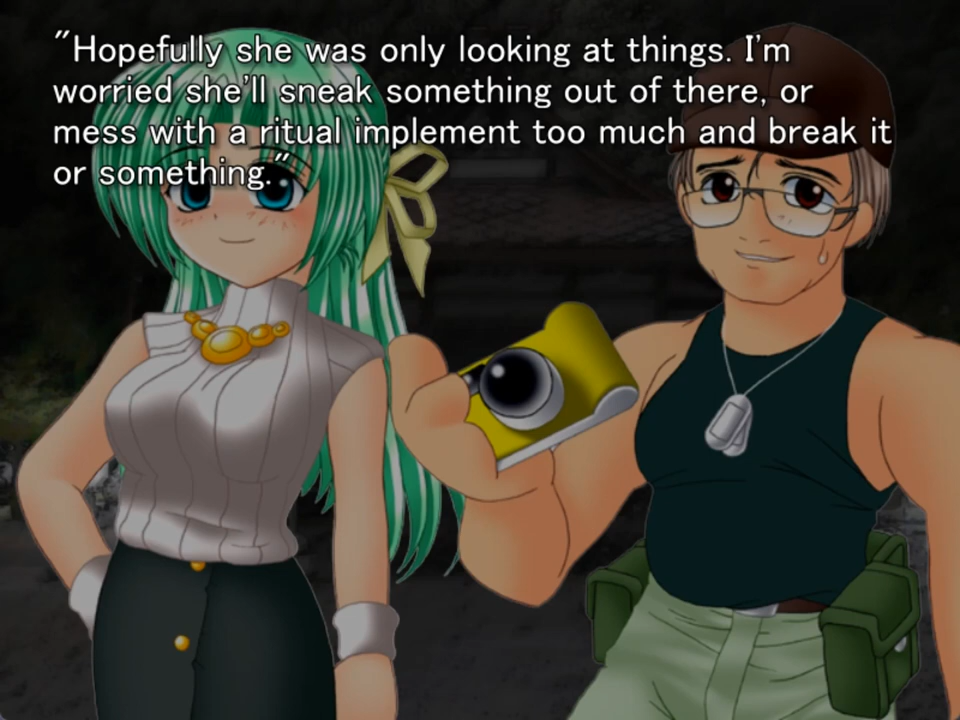 "Hopefully she was only looking at things. I'm
worried she'll sneak something out of there, or
mess with a ritual implement too much and break it
or something."